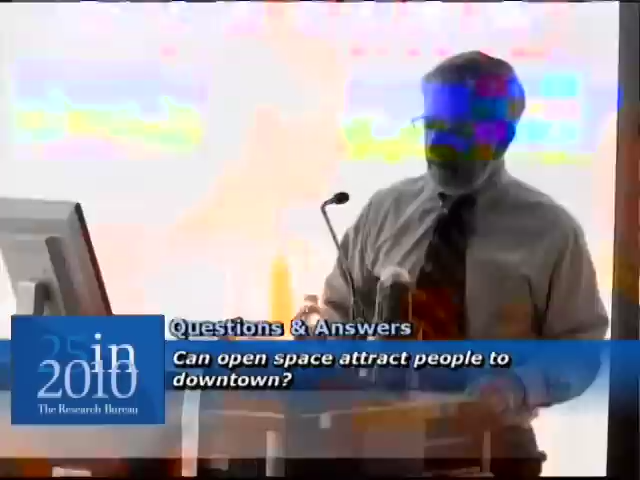 Questions & Answers
Can open space attract people to
downtown?
25 in
2010
The Research Bureau